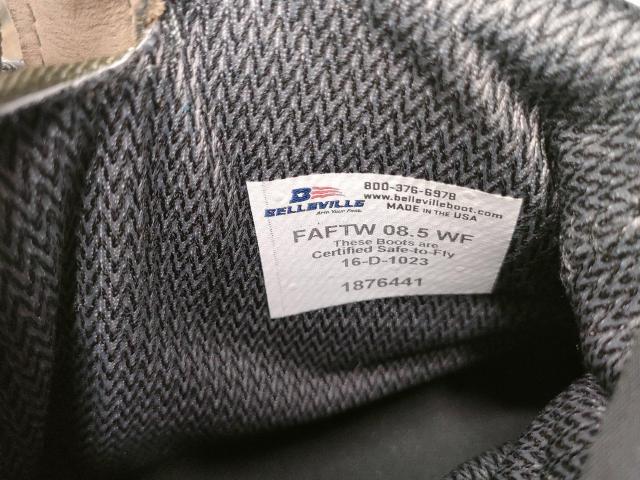 BELLEVILLE
Arm Your Feet.
800-376-6978
www.bellevilleboot.com
MADE IN THE USA
FAFTW 08.5 WF
These Boots are
Certified Safe-to-Fly
16-D-1023
1876441